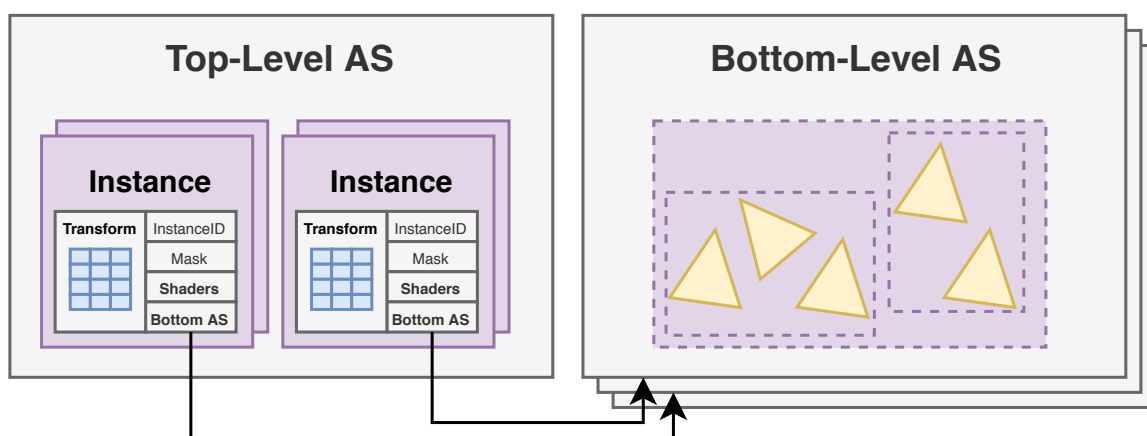 Top-Level AS
Instance
Transform
InstanceID
Mask
Shaders
Bottom AS
Instance
Transform
InstanceID
Mask
Shaders
Bottom AS
Bottom-Level AS